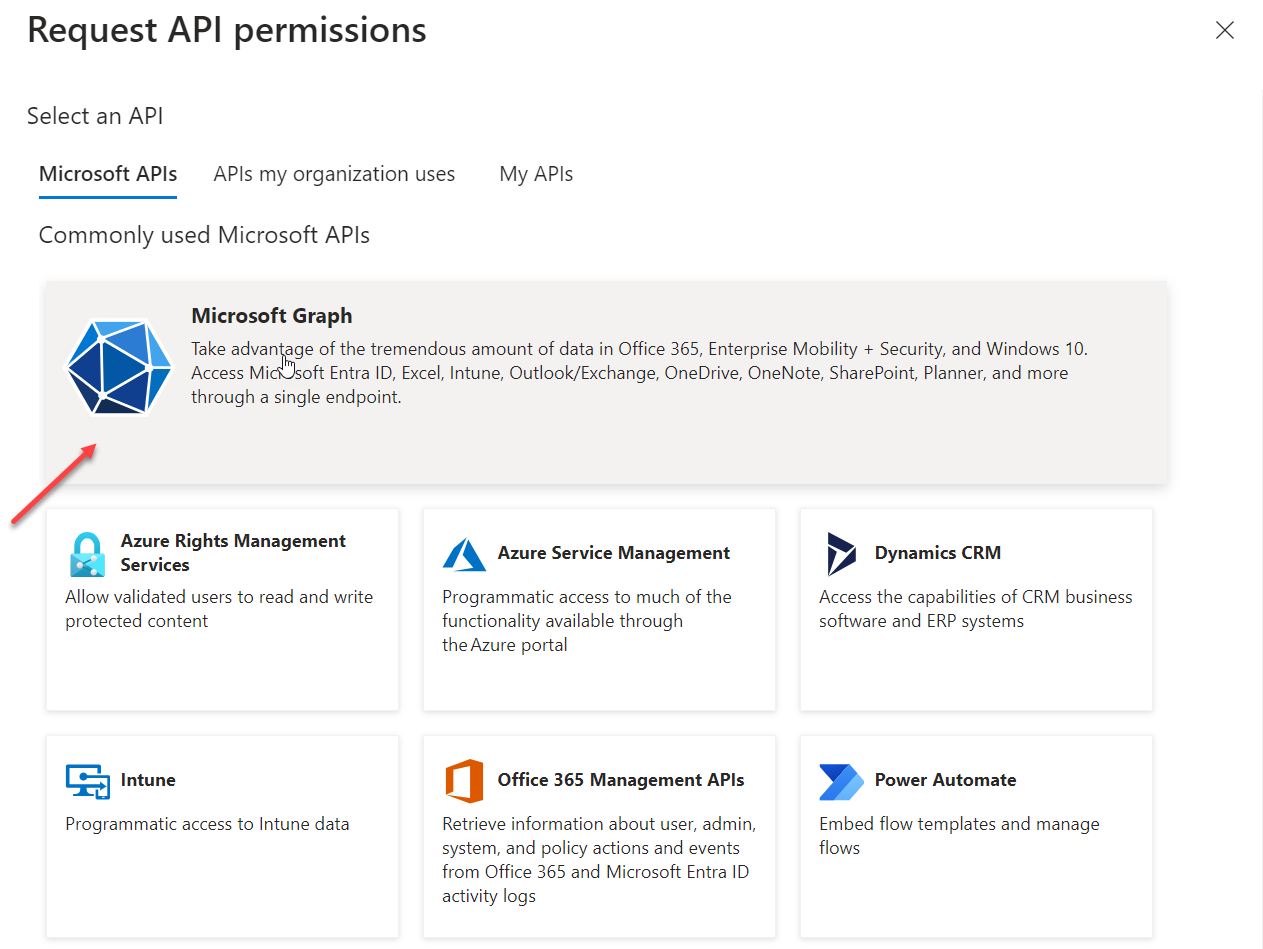 Request API permissions
Select an API
Microsoft APIs
APIs my organization uses
My APIs
Commonly used Microsoft APIs
Microsoft Graph
Take advantage of the tremendous amount of data in Office 365, Enterprise Mobility + Security, and Windows 10.
Access Microsoft Entra ID, Excel, Intune, Outlook/Exchange, OneDrive, OneNote, SharePoint, Planner, and more
through a single endpoint.
Azure Rights Management
Services
Allow validated users to read and write
protected content
Azure Service Management
Programmatic access to much of the
functionality available through
the Azure portal
Dynamics CRM
Access the capabilities of CRM business
software and ERP systems
Intune
Programmatic access to Intune data
Office 365 Management APIs
Retrieve information about user, admin,
system, and policy actions and events
from Office 365 and Microsoft Entra ID
activity logs
Power Automate
Embed flow templates and manage
flows